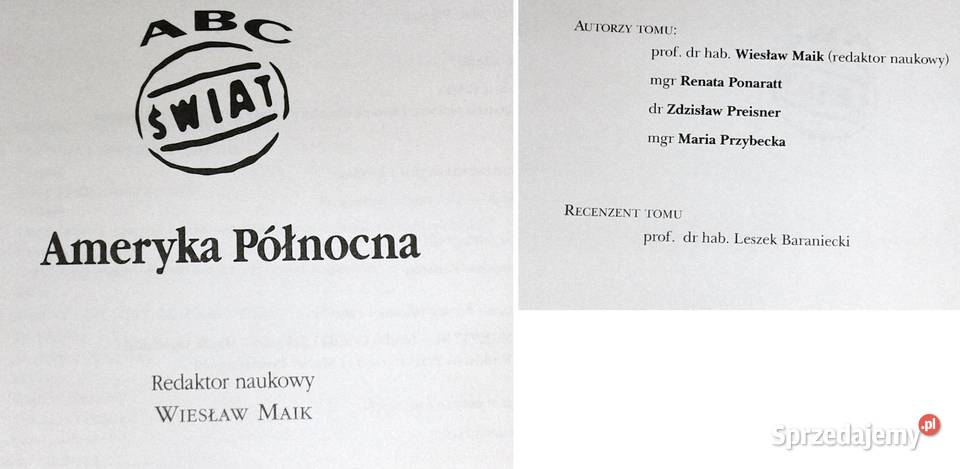 ABC
ŚWIAT
Ameryka Północna
Redaktor naukowy
WIESŁAW MAIK
AUTORZY TOMU:
prof. dr hab. Wiesław Maik (redaktor naukowy)
mgr Renata Ponaratt
dr Zdzisław Preisner
mgr Maria Przybecka
RECENZENT TOMU
prof. dr hab. Leszek Baraniecki
Sprzedajemy.pl